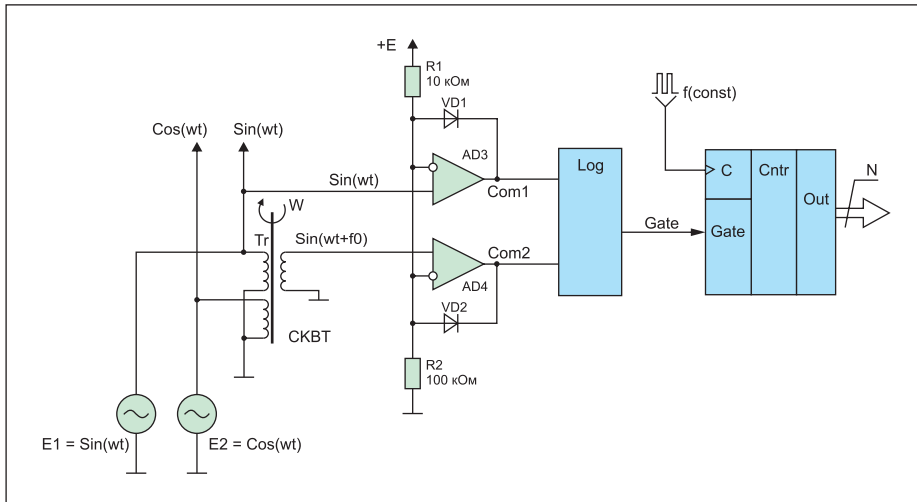 +E
R1
10 кОм
VD1
f(const)
Cos(wt)
Sin(wt)
AD3
Log
C
Cntr
N
Sin(wt)
Com1
Out
W
Tr
Sin(wt+f0)
Com2
Gate
Gate
AD4
VD2
СКВТ
R2
100 кОм
E1 = Sin(wt)
E2 = Cos(wt)